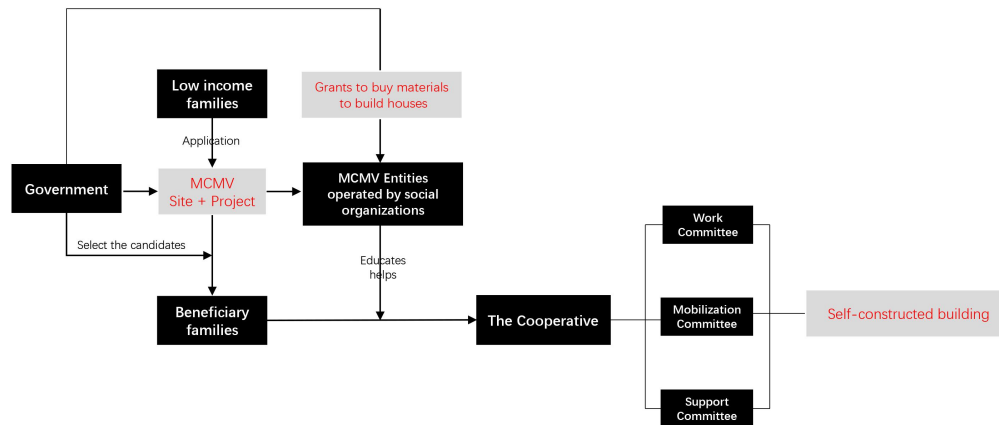 Low income
families
Grants to buy materials
to build houses
Application
Government
MCMV
Site + Project
MCMV Entities
operated by social
organizations
Select the candidates
Educates
helps
Beneficiary
families
The Cooperative
Work
Committee
Mobilization
Committee
Support
Committee
Self-constructed building